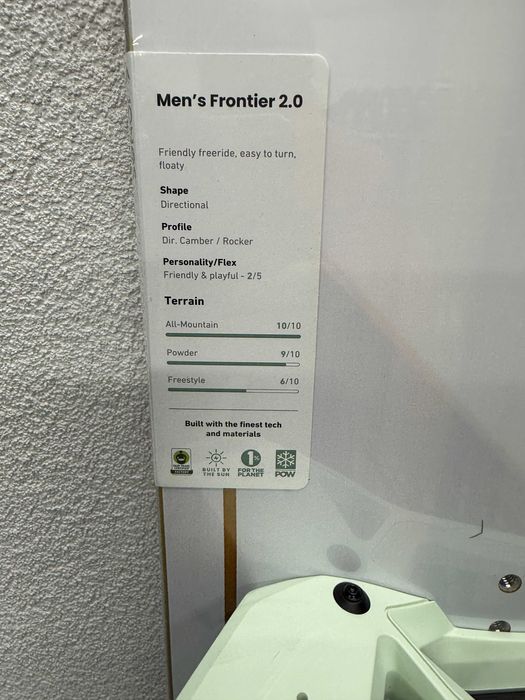 Men's Frontier 2.0
Friendly freeride, easy to turn,
floaty
Shape
Directional
Profile
Dir. Camber / Rocker
Personality/Flex
Friendly & playful - 2/5
Terrain
All-Mountain 10/10
Powder 9/10
Freestyle 6/10
Built with the finest tech
and materials
BUILT BY
THE SUN
1%
FOR THE
PLANET
POW